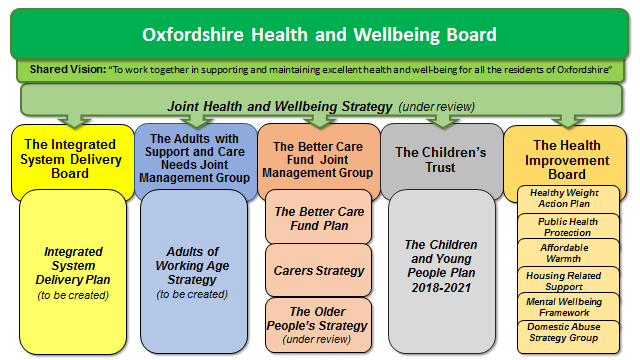 Oxfordshire Health and Wellbeing Board
Shared Vision: "To work together in supporting and maintaining excellent health and well-being for all the residents of Oxfordshire"
Joint Health and Wellbeing Strategy (under review)
The Integrated
System Delivery
Board
Integrated
System
Delivery Plan
(to be created)
The Adults with
Support and Care
Needs Joint
Management Group
Adults of
Working Age
Strategy
(to be created)
The Better Care
Fund Joint
Management Group
The Better Care
Fund Plan
Carers Strategy
The Older
People's Strategy
(under review)
The Children's
Trust
The Children
and Young
People Plan
2018-2021
The Health
Improvement
Board
Healthy Weight
Action Plan
Public Health
Protection
Affordable
Warmth
Housing Related
Support
Mental Wellbeing
Framework
Domestic Abuse
Strategy Group